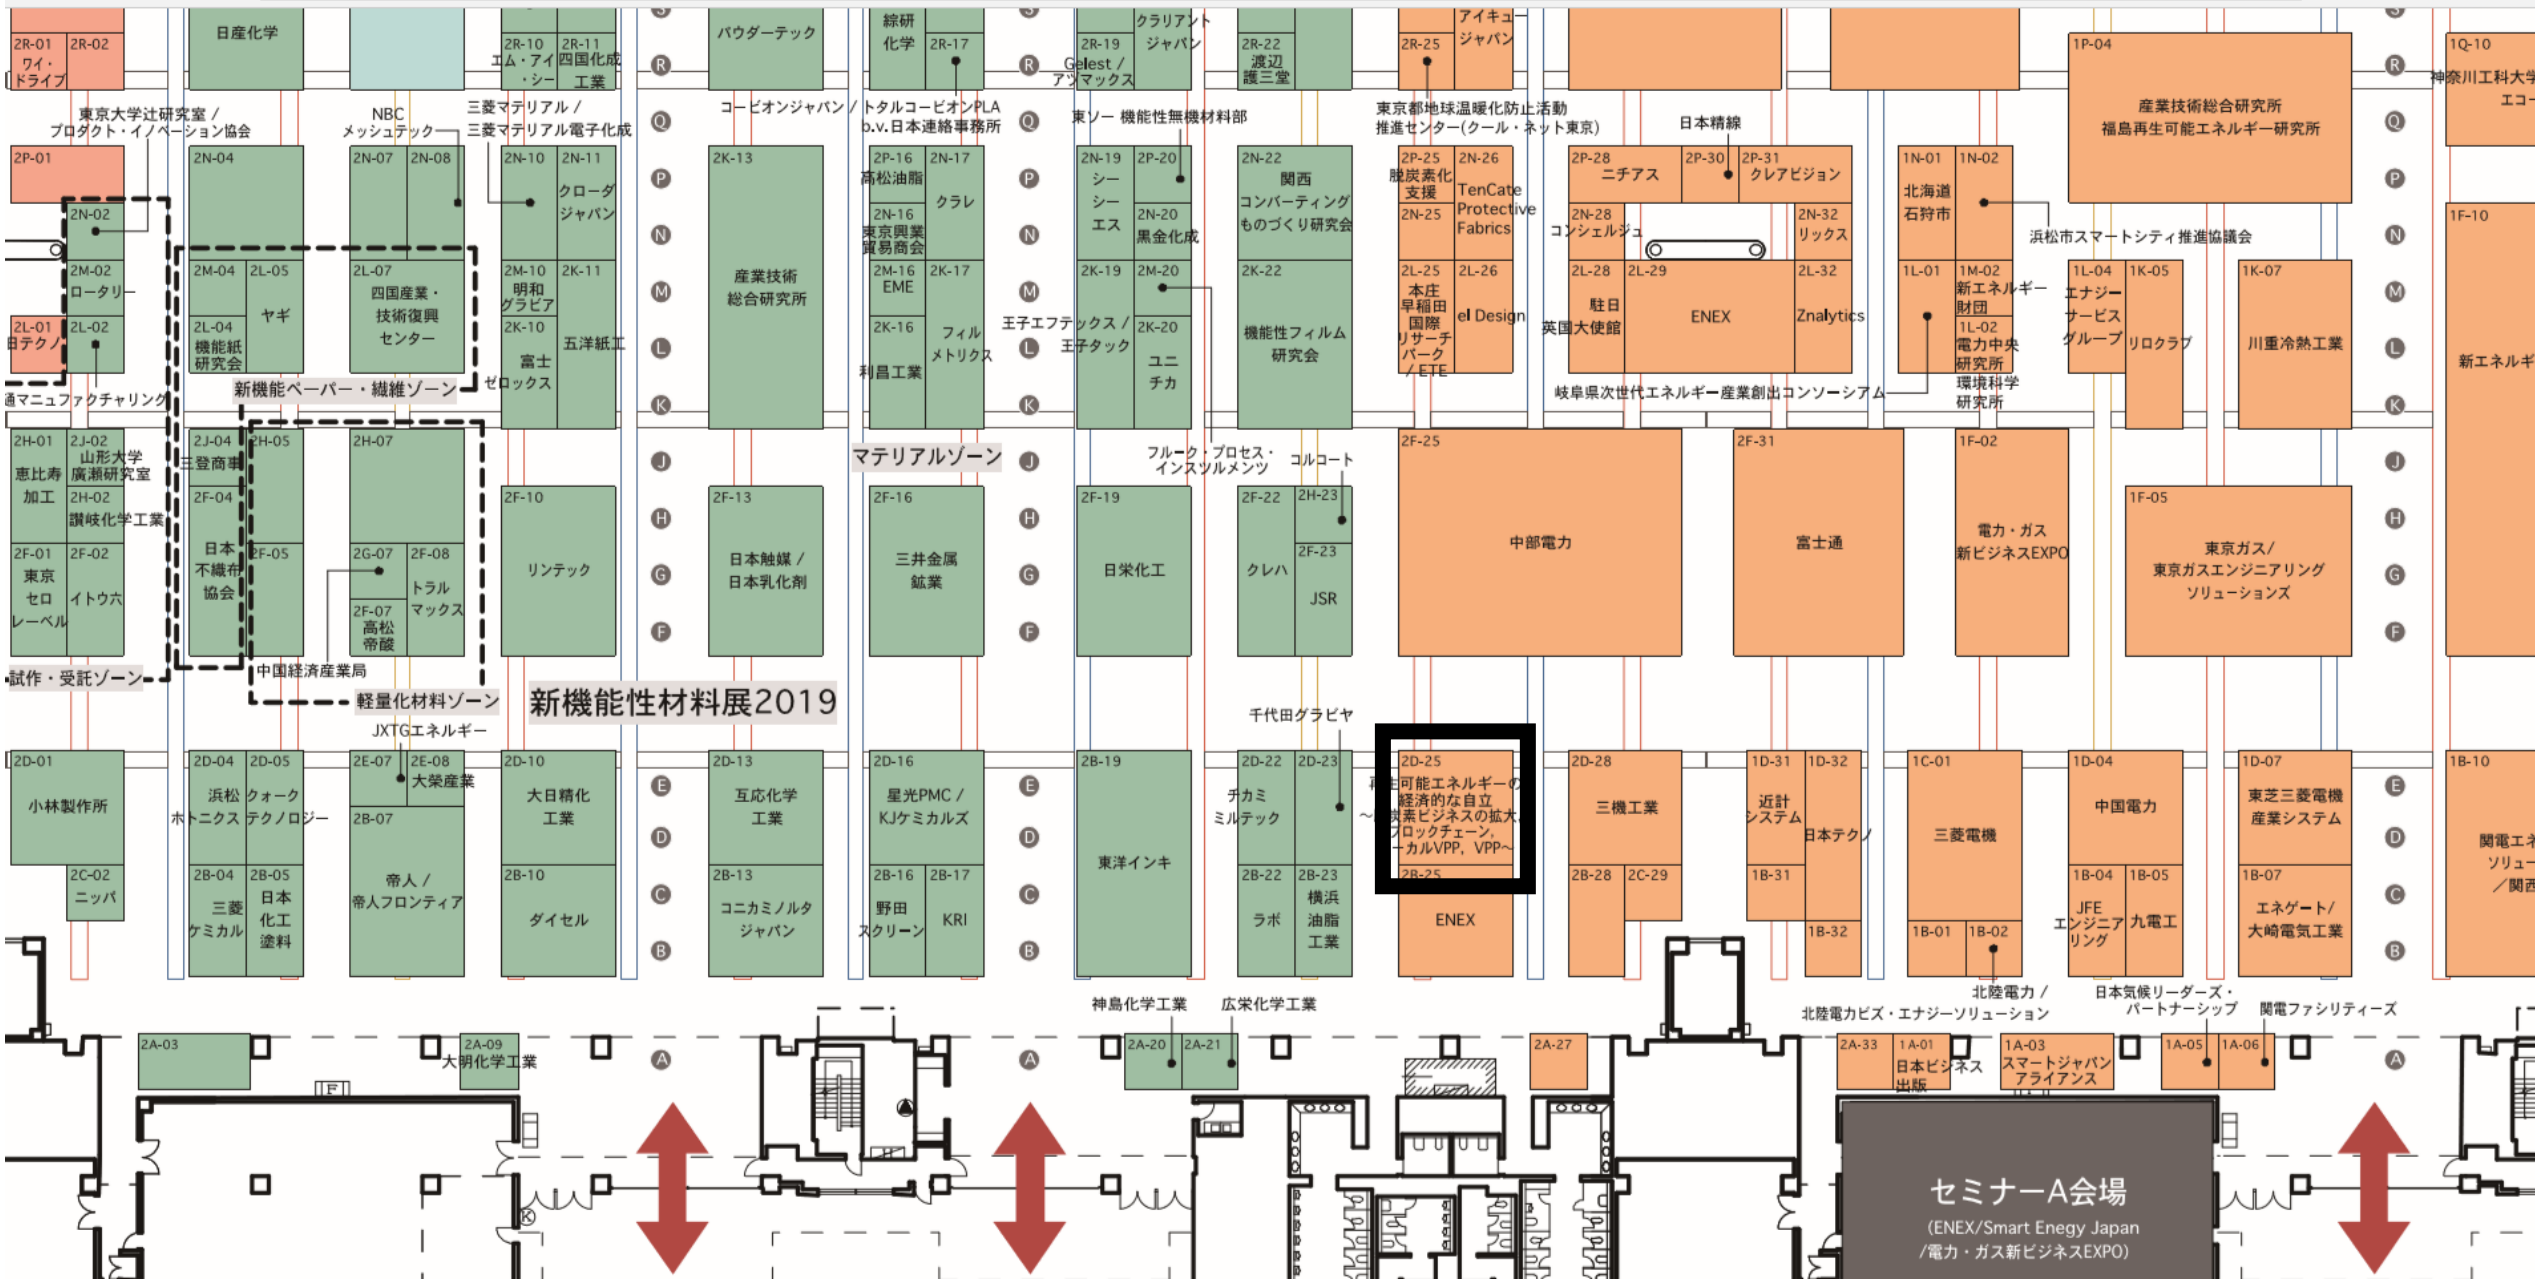 2R-01
ワイ・
ドライブ
2R-02
日産化学
2R-10
エム・アイ
・シー
2R-11
四国化成
工業
パウダーテック
綜研
化学
2R-17
クラリアント
ジャパン
2R-19
Gelest /
アヅマックス
2R-22
渡辺
護三堂
2R-25
アイキュー
ジャパン
1P-04
産業技術総合研究所
福島再生可能エネルギー研究所
1Q-10
神奈川工科大学
エコー
R
R
R
東京大学辻研究室 /
プロダクト・イノベーション協会
NBC
メッシュテック
三菱マテリアル /
三菱マテリアル電子化成
コービオンジャパン / トタルコービオンPLA
b.v.日本連絡事務所
東ソー 機能性無機材料部
東京都地球温暖化防止活動
推進センター(クール・ネット東京)
日本精線
Q
Q
Q
2P-01
2N-02
2M-02
ロータリー
2L-01
日テクノ
2L-02
通マニュファクチャリング
2N-04
2M-04
2L-05
ヤギ
2L-04
機能紙
研究会
2N-07
2N-08
2L-07
四国産業・
技術復興
センター
新機能ペーパー・繊維ゾーン
2N-10
2N-11
クローダ
ジャパン
2M-10
明和
グラビア
2K-11
五洋紙工
2K-10
富士
ゼロックス
P
N
M
L
K
2K-13
産業技術
総合研究所
2P-16
高松油脂
2N-17
クラレ
2N-16
東京興業
貿易商会
2M-16
EME
2K-17
フィル
メトリクス
2K-16
利昌工業
P
N
M
L
K
2N-19
シー
シー
エス
2P-20
2N-20
黒金化成
2K-19
王子エフテックス /
王子タック
2M-20
2K-20
ユニ
チカ
2N-22
関西
コンバーティング
ものづくり研究会
2K-22
機能性フィルム
研究会
2P-25
脱炭素化
支援
2N-26
TenCate
Protective
Fabrics
2N-25
2L-25
本庄
早稲田
国際
リサーチ
パーク
/ ETE
2L-26
el Design
2P-28
ニチアス
2P-30
2P-31
クレアビジョン
2N-28
コンシェルジュ
2N-32
リックス
2L-28
駐日
英国大使館
2L-29
ENEX
2L-32
Znalytics
岐阜県次世代エネルギー産業創出コンソーシアム
1N-01
北海道
石狩市
1N-02
浜松市スマートシティ推進協議会
1L-01
1M-02
新エネルギー
財団
1L-02
電力中央
研究所
環境科学
研究所
1L-04
エナジー
サービス
グループ
1K-05
リロクラブ
1K-07
川重冷熱工業
P
N
M
L
K
1F-10
新エネルギ
2H-01
恵比寿
加工
2J-02
山形大学
廣瀬研究室
2H-02
讃岐化学工業
2F-01
東京
セロ
レーベル
2F-02
イトウ六
試作・受託ゾーン
2J-04
三登商事
2H-05
2F-04
日本
不織布
協会
2F-05
2H-07
2G-07
2F-08
トラル
マックス
2F-07
高松
帝酸
中国経済産業局
軽量化材料ゾーン
2F-10
リンテック
J
H
G
F
2F-13
日本触媒 /
日本乳化剤
マテリアルゾーン
2F-16
三井金属
鉱業
J
H
G
F
フルーク・プロセス・
インスツルメンツ
コルコート
2F-19
日栄化工
2F-22
クレハ
2H-23
2F-23
JSR
2F-25
中部電力
2F-31
富士通
1F-02
電力・ガス
新ビジネスEXPO
1F-05
東京ガス/
東京ガスエンジニアリング
ソリューションズ
J
H
G
F
新機能性材料展2019
JXTGエネルギー
千代田グラビヤ
2D-01
小林製作所
2C-02
ニッパ
2D-04
浜松
ホトニクス
2D-05
クォーク
テクノロジー
2B-04
三菱
ケミカル
2B-05
日本
化工
塗料
2E-07
2E-08
大榮産業
2B-07
帝人 /
帝人フロンティア
2D-10
大日精化
工業
2B-10
ダイセル
E
D
C
B
2D-13
互応化学
工業
2B-13
コニカミノルタ
ジャパン
2D-16
星光PMC /
KJケミカルズ
2B-16
野田
スクリーン
2B-17
KRI
E
D
C
B
2B-19
東洋インキ
2D-22
チカミ
ミルテック
2D-23
2B-22
ラボ
2B-23
横浜
油脂
工業
2D-25
再生可能エネルギーの
経済的な自立
炭素ビジネスの拡大,
ブロックチェーン,
ーカルVPP, VPP～
2B-25
ENEX
2D-28
三機工業
2B-28
2C-29
1D-31
近計
システム
1D-32
日本テクノ
1B-31
1B-32
1C-01
三菱電機
1B-01
1B-02
1D-04
中国電力
1B-04
JFE
エンジニア
リング
1B-05
九電工
1D-07
東芝三菱電機
産業システム
1B-07
エネゲート/
大崎電気工業
E
D
C
B
1B-10
関電エネ
ソリュー
／関西
神島化学工業
広栄化学工業
北陸電力 /
北陸電力ビズ・エナジーソリューション
日本気候リーダーズ・
パートナーシップ
関電ファシリティーズ
2A-03
2A-09
大明化学工業
A
A
2A-20
2A-21
2A-27
2A-33
1A-01
日本ビジネス
出版
1A-03
スマートジャパン
アライアンス
1A-05
1A-06
A
F
K
セミナーA会場
(ENEX/Smart Enegy Japan
/電力・ガス新ビジネスEXPO)